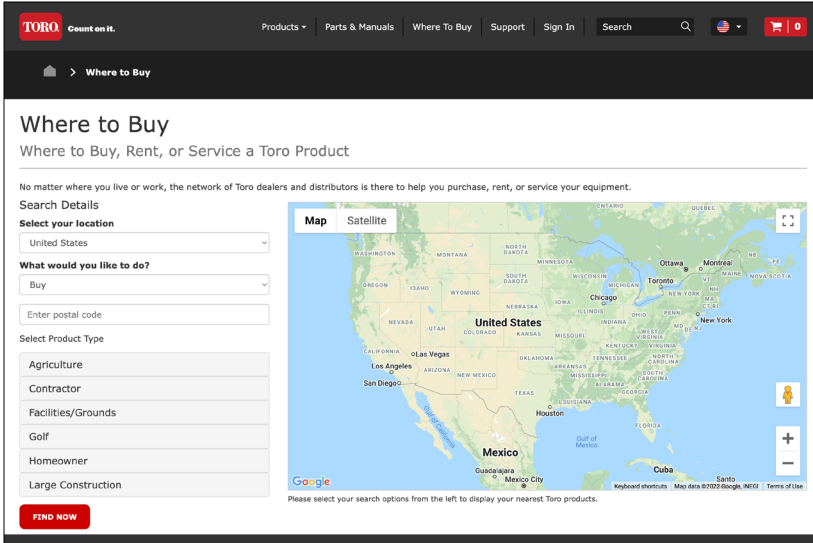 TORO. Count on it.
Products Parts & Manuals Where To Buy Support Sign In Search 0
> Where to Buy
Where to Buy
Where to Buy, Rent, or Service a Toro Product
No matter where you live or work, the network of Toro dealers and distributors is there to help you purchase, rent, or service your equipment.
Search Details
Select your location
United States
What would you like to do?
Buy
Enter postal code
Select Product Type
Agriculture
Contractor
Facilities/Grounds
Golf
Homeowner
Large Construction
FIND NOW
Map Satellite
ONTARIO
QUEBEC
WASHINGTON
MONTANA
NORTH
DAKOTA
MINNESOTA
Ottawa
Montreal
NB
PE
OREGON
IDAHO
WYOMING
SOUTH
DAKOTA
WISCONSIN
MICHIGAN
Toronto
VT
MAINE
NOVA SCOTIA
NH
NEW YORK
MA
CT RI
NEBRASKA
IOWA
Chicago
ILLINOIS
INDIANA
OHIO
PENN
New York
NEVADA
UTAH
COLORADO
United States
KANSAS
MISSOURI
WEST
VIRGINIA
MD
DE NJ
KENTUCKY
VIRGINIA
CALIFORNIA
Las Vegas
Los Angeles
ARIZONA
NEW MEXICO
OKLAHOMA
ARKANSAS
TENNESSEE
NORTH
CAROLINA
San Diego
MISSISSIPPI
ALABAMA
SOUTH
CAROLINA
GEORGIA
TEXAS
LOUISIANA
Houston
FLORIDA
Gulf of
California
Gulf of
Mexico
Mexico
Guadalajara
Mexico City
Cuba
Santo
Google
Keyboard shortcuts Map data ©2022 Google, INEGI Terms of Use
Please select your search options from the left to display your nearest Toro products.